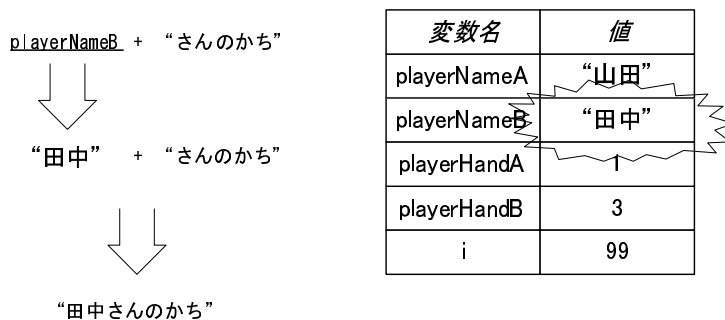 playerNameB + “さんのかち”
“田中” + “さんのかち”
“田中さんのかち”
変数名 値
playerNameA “山田”
playerNameB “田中”
playerHandA 1
playerHandB 3
i 99